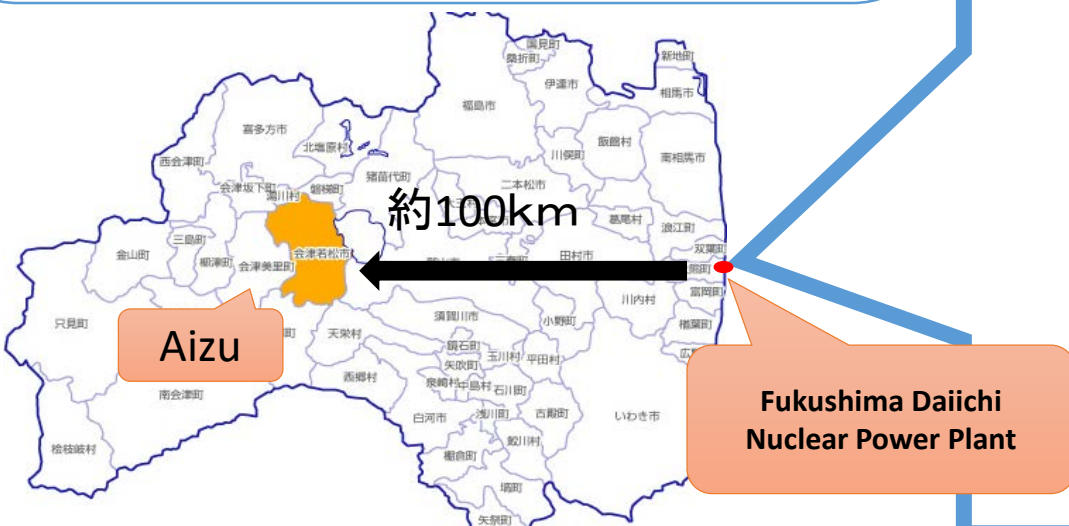 国見町
桑折町
新地町
伊達市
相馬市
福島市
喜多方市
北塩原村
川俣町
飯館村
南相馬市
西会津町
会津坂下町
湯川村
磐梯町
猪苗代町
二本松市
約100km
葛尾村
浪江町
双葉町
三島町
金山町
柳津町
会津美里町
会津若松市
田村市
富岡町
川内村
只見町
Aizu
天栄村
須賀川市
小野町
楢葉町
鏡石町
玉川村
平田村
矢吹町
西郷村
泉崎村
中島村
石川町
南会津町
白河市
浅川町
古殿町
いわき市
Fukushima Daiichi
Nuclear Power Plant
鮫川村
檜枝岐村
棚倉町
塙町
矢祭町